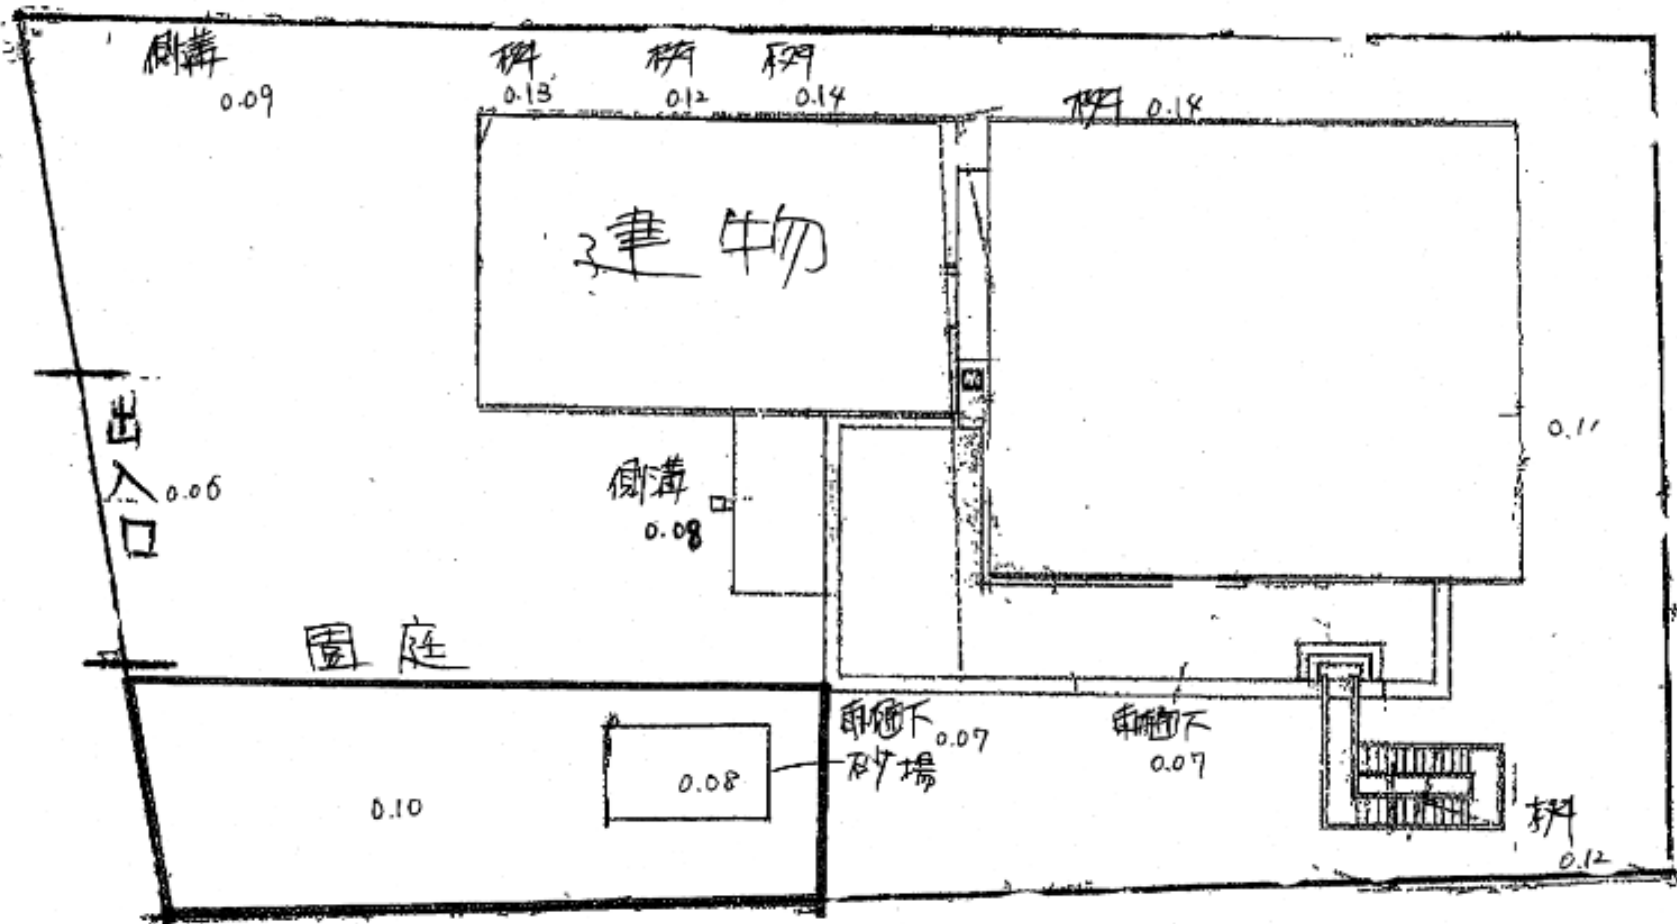 側溝
0.09
桝
0.13
桝
0.12
桝
0.14
桝 0.14
建物
0.11
出入口
0.06
側溝
0.08
園庭
雨樋下
0.07
砂場
0.08
0.10
雨樋下
0.07
桝
0.12